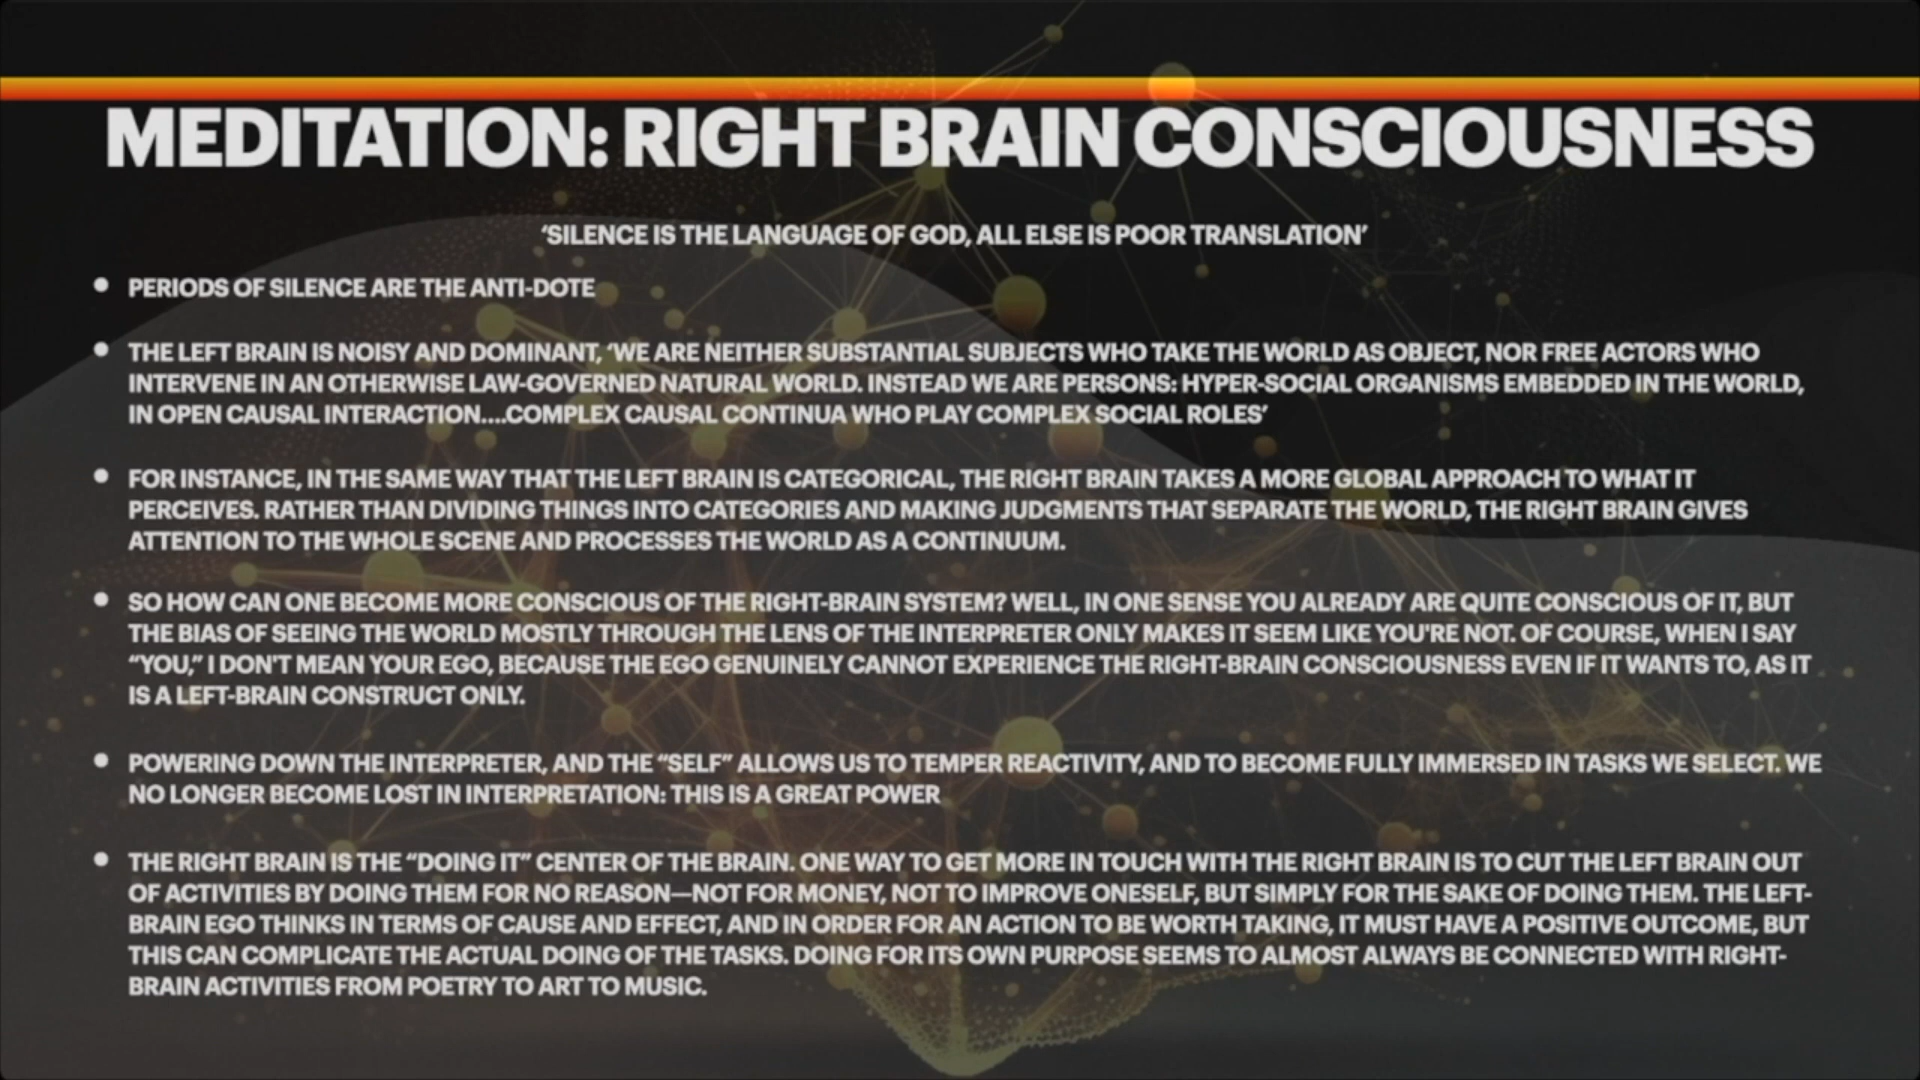 MEDITATION: RIGHT BRAIN CONSCIOUSNESS
‘SILENCE IS THE LANGUAGE OF GOD, ALL ELSE IS POOR TRANSLATION’
• PERIODS OF SILENCE ARE THE ANTI-DOTE
• THE LEFT BRAIN IS NOISY AND DOMINANT, ‘WE ARE NEITHER SUBSTANTIAL SUBJECTS WHO TAKE THE WORLD AS OBJECT, NOR FREE ACTORS WHO
INTERVENE IN AN OTHERWISE LAW-GOVERNED NATURAL WORLD. INSTEAD WE ARE PERSONS: HYPER-SOCIAL ORGANISMS EMBEDDED IN THE WORLD,
IN OPEN CAUSAL INTERACTION....COMPLEX CAUSAL CONTINUA WHO PLAY COMPLEX SOCIAL ROLES’
• FOR INSTANCE, IN THE SAME WAY THAT THE LEFT BRAIN IS CATEGORICAL, THE RIGHT BRAIN TAKES A MORE GLOBAL APPROACH TO WHAT IT
PERCEIVES. RATHER THAN DIVIDING THINGS INTO CATEGORIES AND MAKING JUDGMENTS THAT SEPARATE THE WORLD, THE RIGHT BRAIN GIVES
ATTENTION TO THE WHOLE SCENE AND PROCESSES THE WORLD AS A CONTINUUM.
• SO HOW CAN ONE BECOME MORE CONSCIOUS OF THE RIGHT-BRAIN SYSTEM? WELL, IN ONE SENSE YOU ALREADY ARE QUITE CONSCIOUS OF IT, BUT
THE BIAS OF SEEING THE WORLD MOSTLY THROUGH THE LENS OF THE INTERPRETER ONLY MAKES IT SEEM LIKE YOU'RE NOT. OF COURSE, WHEN I SAY
“YOU,” I DON'T MEAN YOUR EGO, BECAUSE THE EGO GENUINELY CANNOT EXPERIENCE THE RIGHT-BRAIN CONSCIOUSNESS EVEN IF IT WANTS TO, AS IT
IS A LEFT-BRAIN CONSTRUCT ONLY.
• POWERING DOWN THE INTERPRETER, AND THE “SELF” ALLOWS US TO TEMPER REACTIVITY, AND TO BECOME FULLY IMMERSED IN TASKS WE SELECT. WE
NO LONGER BECOME LOST IN INTERPRETATION: THIS IS A GREAT POWER
• THE RIGHT BRAIN IS THE “DOING IT” CENTER OF THE BRAIN. ONE WAY TO GET MORE IN TOUCH WITH THE RIGHT BRAIN IS TO CUT THE LEFT BRAIN OUT
OF ACTIVITIES BY DOING THEM FOR NO REASON—NOT FOR MONEY, NOT TO IMPROVE ONESELF, BUT SIMPLY FOR THE SAKE OF DOING THEM. THE LEFT-
BRAIN EGO THINKS IN TERMS OF CAUSE AND EFFECT, AND IN ORDER FOR AN ACTION TO BE WORTH TAKING, IT MUST HAVE A POSITIVE OUTCOME, BUT
THIS CAN COMPLICATE THE ACTUAL DOING OF THE TASKS. DOING FOR ITS OWN PURPOSE SEEMS TO ALMOST ALWAYS BE CONNECTED WITH RIGHT-
BRAIN ACTIVITIES FROM POETRY TO ART TO MUSIC.